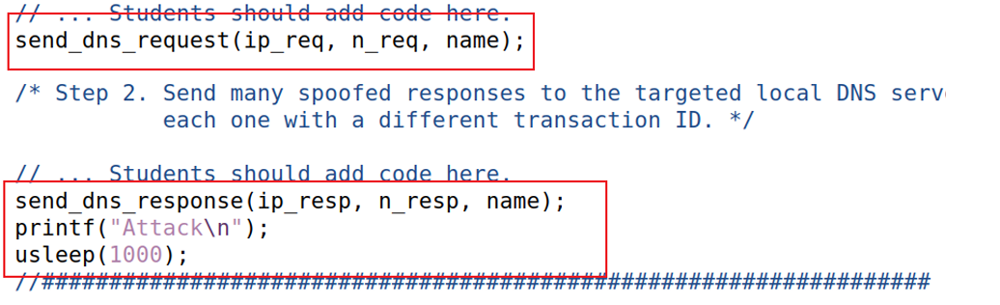 // ... Students should add code here.
send_dns_request(ip_req, n_req, name);
/* Step 2. Send many spoofed responses to the targeted local DNS
each one with a different transaction ID. */
// ... Students should add code here.
send_dns_response(ip_resp, n_resp, name);
printf("Attack\n");
usleep(1000);
//##################################################################